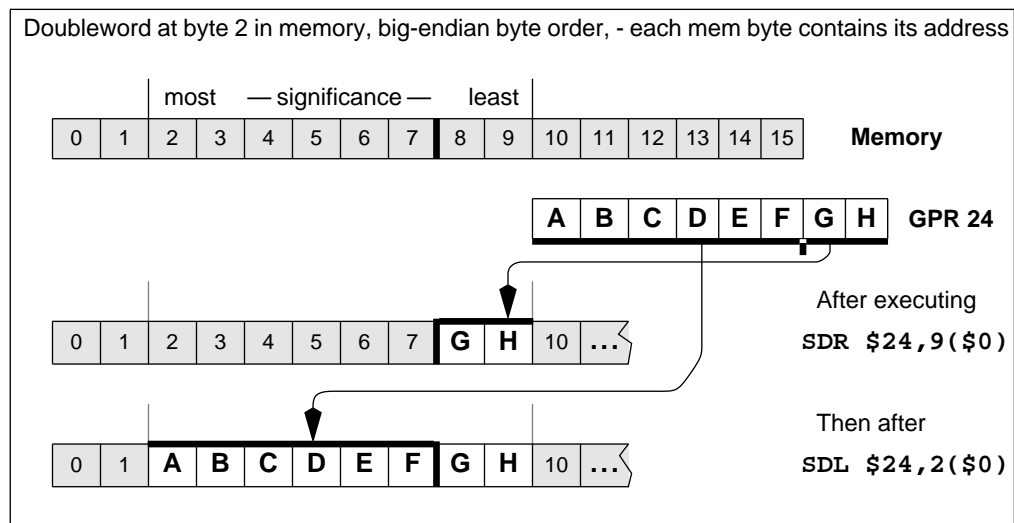 Doubleword at byte 2 in memory, big-endian byte order, - each mem byte contains its address
most — significance — least
0 1 2 3 4 5 6 7 8 9 10 11 12 13 14 15 Memory
A B C D E F G H GPR 24
After executing
0 1 2 3 4 5 6 7 G H 10 ... SDR $24,9($0)
Then after
0 1 A B C D E F G H 10 ... SDL $24,2($0)